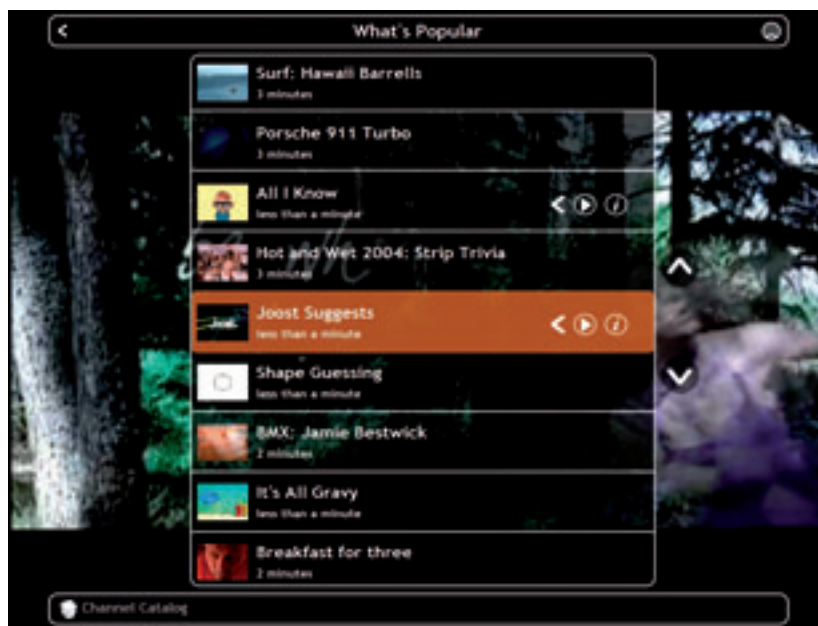 What's Popular
Surf: Hawaii Barrells
3 minutes
Porsche 911 Turbo
3 minutes
All I Know
less than a minute
Hot and Wet 2004: Strip Trivia
3 minutes
Joost Suggests
less than a minute
Shape Guessing
less than a minute
BMX: Jamie Bestwick
2 minutes
It's All Gravy
less than a minute
Breakfast for three
2 minutes
Channel Catalog